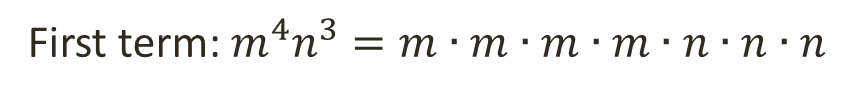 First term: m⁴n³ = m · m · m · m · n · n · n